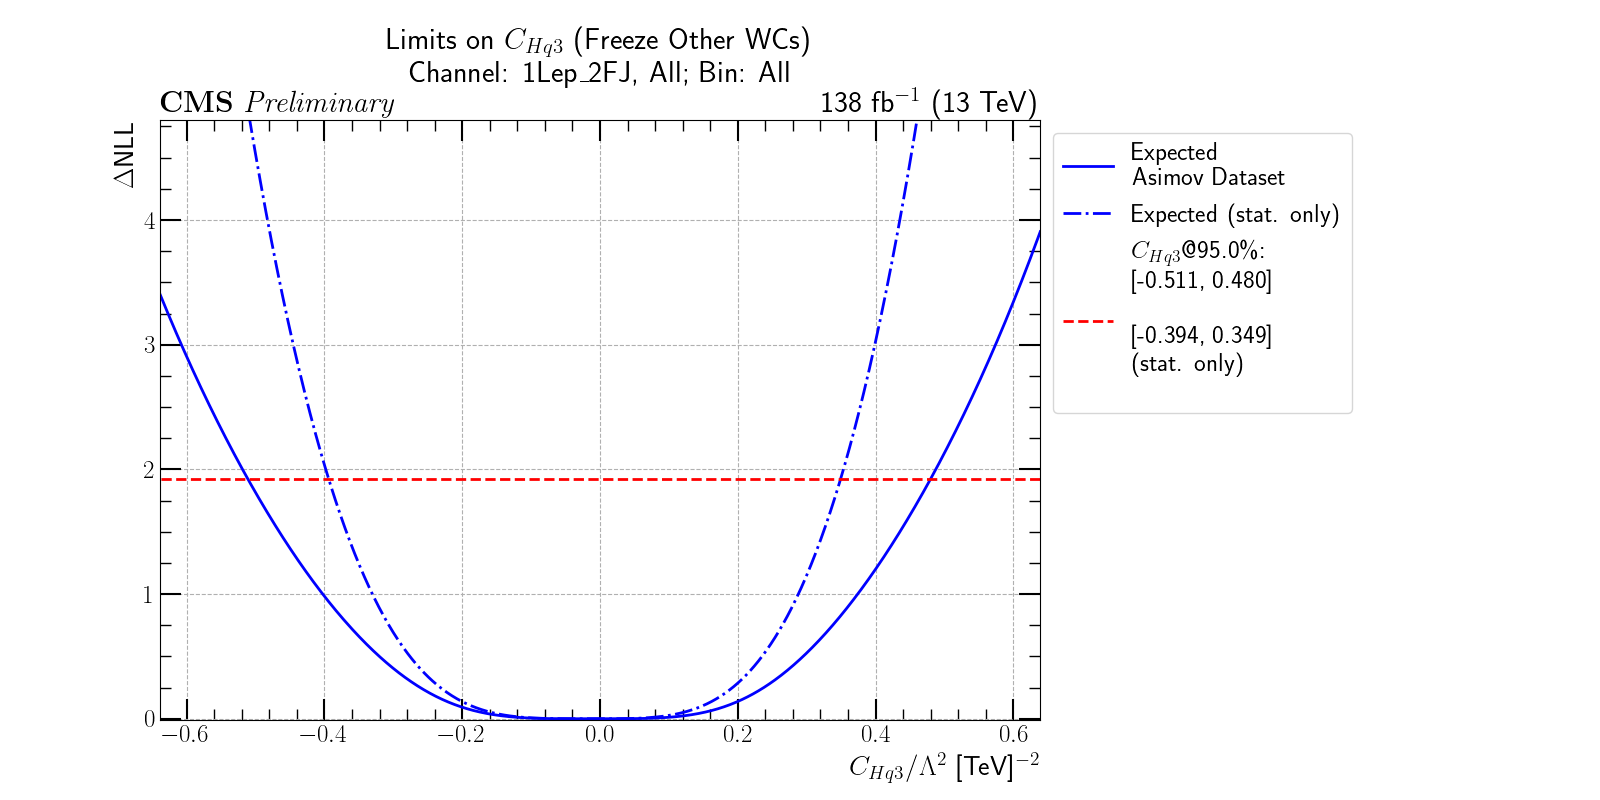 Limits on C_{Hq3} (Freeze Other WCs)
Channel: 1Lep_2FJ, All; Bin: All
CMS Preliminary
138 fb^{-1} (13 TeV)
ΔNLL
4
3
2
1
0
−0.6
−0.4
−0.2
0.0
0.2
0.4
0.6
C_{Hq3}/Λ^2 [TeV]^{-2}
Expected
Asimov Dataset
Expected (stat. only)
C_{Hq3}@95.0%:
[-0.511, 0.480]
[-0.394, 0.349]
(stat. only)